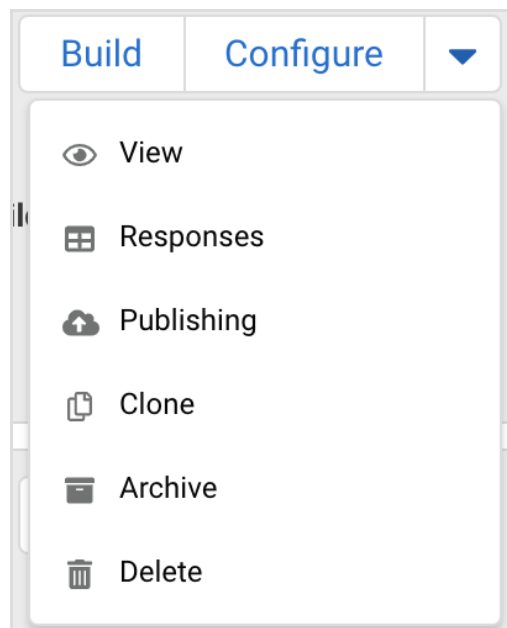 Build Configure
View
Responses
Publishing
Clone
Archive
Delete